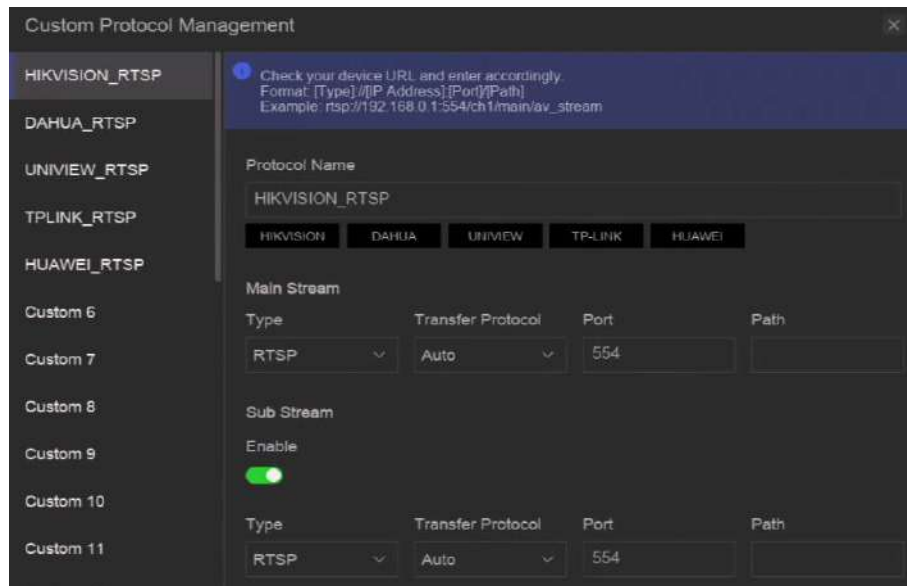 Custom Protocol Management
HIKVISION_RTSP
DAHUA_RTSP
UNIVIEW_RTSP
TPLINK_RTSP
HUAWEI_RTSP
Custom 6
Custom 7
Custom 8
Custom 9
Custom 10
Custom 11
Check your device URL and enter accordingly.
Format: [Type]://[IP Address]:[Port]/[Path]
Example: rtsp://192.168.0.1:554/ch1/main/av_stream
Protocol Name
HIKVISION_RTSP
HIKVISION DAHUA UNIVIEW TP-LINK HUAWEI
Main Stream
Type Transfer Protocol Port Path
RTSP Auto 554
Sub Stream
Enable
Type Transfer Protocol Port Path
RTSP Auto 554